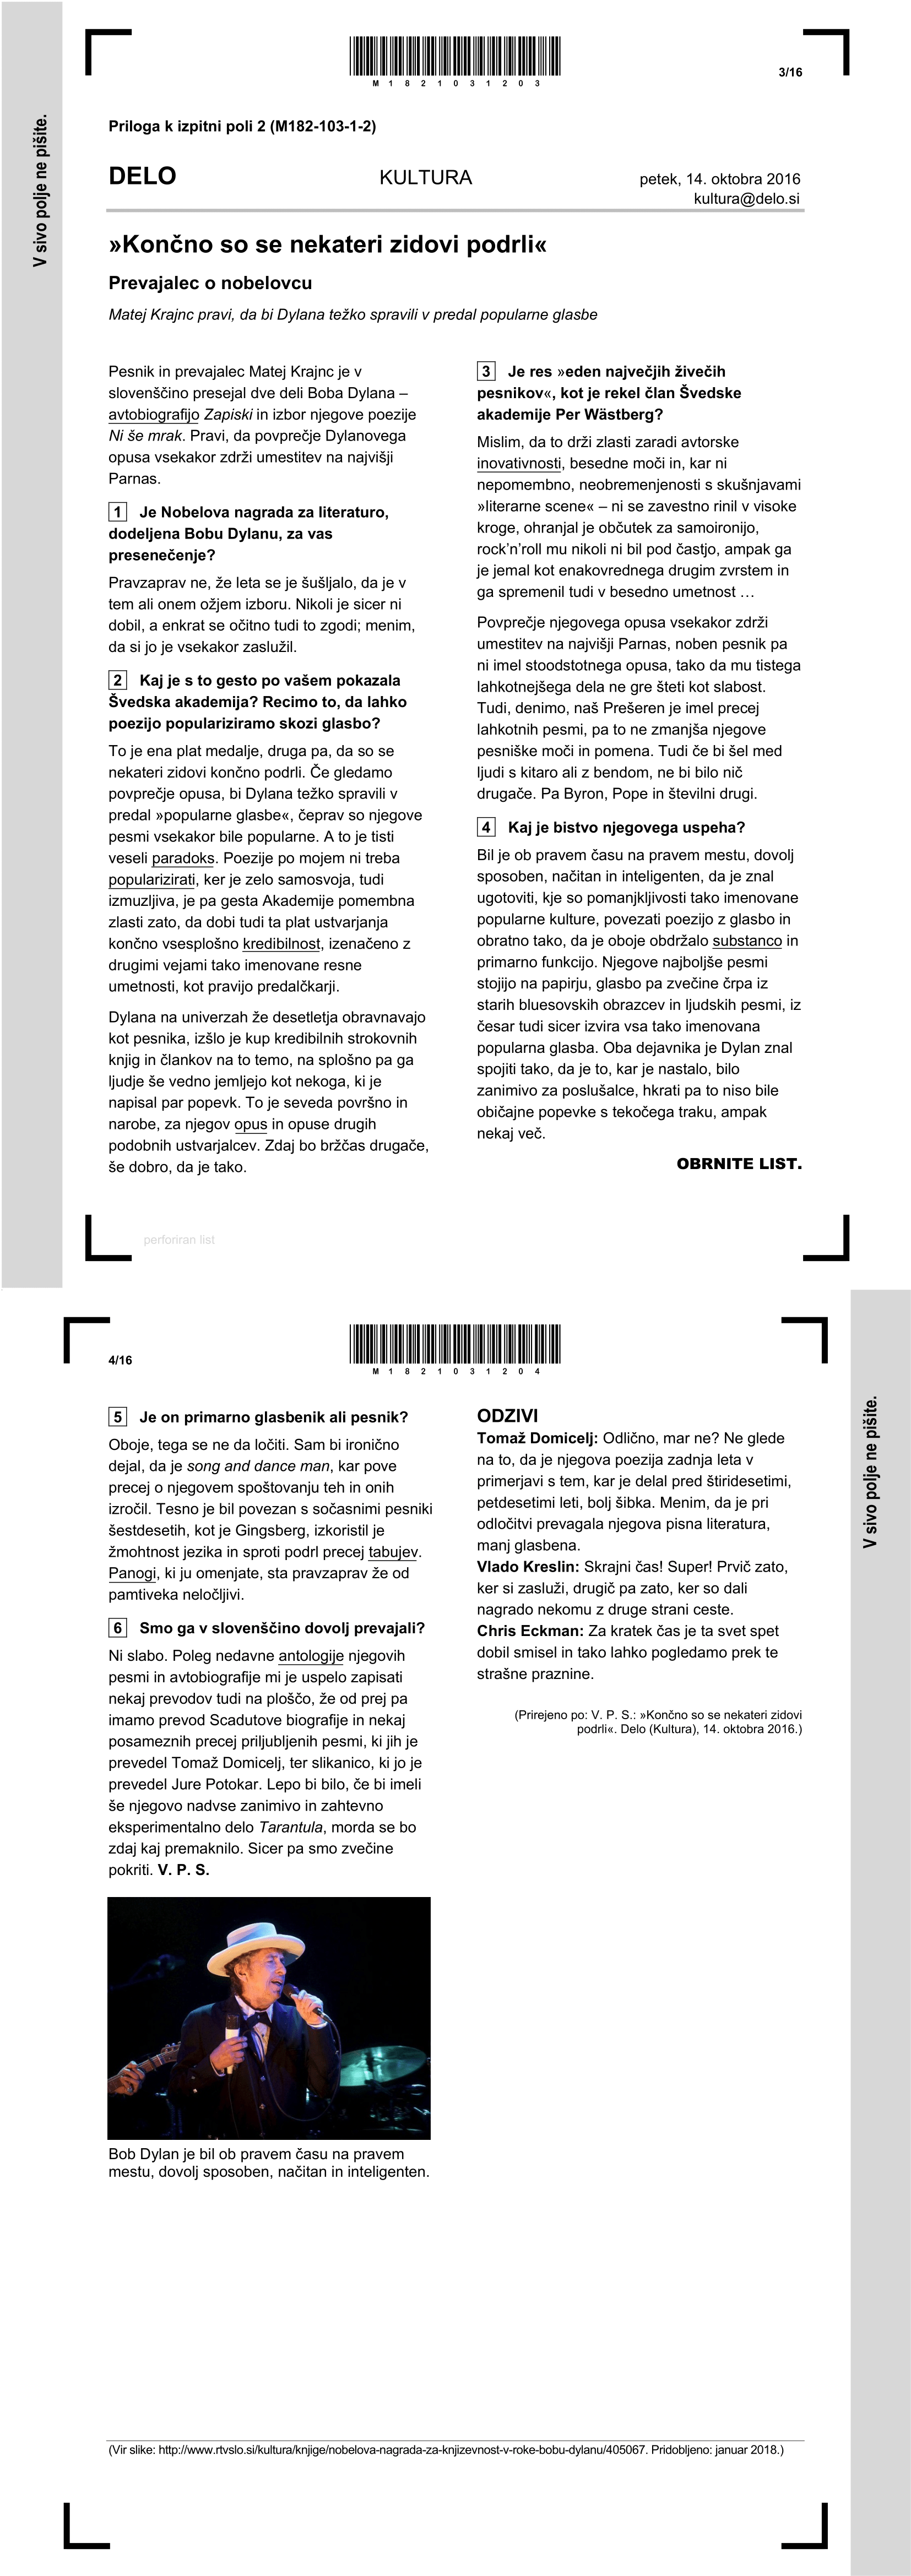 M 1 8 2 1 0 3 1 2 0 3
3/16
V sivo polje ne pišite.
Priloga k izpitni poli 2 (M182-103-1-2)
DELO KULTURA petek, 14. oktobra 2016
kultura@delo.si
»Končno so se nekateri zidovi podrli«
Prevajalec o nobelovcu
Matej Krajnc pravi, da bi Dylana težko spravili v predal popularne glasbe
Pesnik in prevajalec Matej Krajnc je v
slovenščino presejal dve deli Boba Dylana –
avtobiografijo Zapiski in izbor njegove poezije
Ni še mrak. Pravi, da povprečje Dylanovega
opusa vsekakor zdrži umestitev na najvišji
Parnas.
1 Je Nobelova nagrada za literaturo,
dodeljena Bobu Dylanu, za vas
presenečenje?
Pravzaprav ne, že leta se je šušljalo, da je v
tem ali onem ožjem izboru. Nikoli je sicer ni
dobil, a enkrat se očitno tudi to zgodi; menim,
da si jo je vsekakor zaslužil.
2 Kaj je s to gesto po vašem pokazala
Švedska akademija? Recimo to, da lahko
poezijo populariziramo skozi glasbo?
To je ena plat medalje, druga pa, da so se
nekateri zidovi končno podrli. Če gledamo
povprečje opusa, bi Dylana težko spravili v
predal »popularne glasbe«, čeprav so njegove
pesmi vsekakor bile popularne. A to je tisti
veseli paradoks. Poezije po mojem ni treba
popularizirati, ker je zelo samosvoja, tudi
izmuzljiva, je pa gesta Akademije pomembna
zlasti zato, da dobi tudi ta plat ustvarjanja
končno vsesplošno kredibilnost, izenačeno z
drugimi vejami tako imenovane resne
umetnosti, kot pravijo predalčkarji.
Dylana na univerzah že desetletja obravnavajo
kot pesnika, izšlo je kup kredibilnih strokovnih
knjig in člankov na to temo, na splošno pa ga
ljudje še vedno jemljejo kot nekoga, ki je
napisal par popevk. To je seveda površno in
narobe, za njegov opus in opuse drugih
podobnih ustvarjalcev. Zdaj bo bržčas drugače,
še dobro, da je tako.
3 Je res »eden največjih živečih
pesnikov«, kot je rekel član Švedske
akademije Per Wästberg?
Mislim, da to drži zlasti zaradi avtorske
inovativnosti, besedne moči in, kar ni
nepomembno, neobremenjenosti s skušnjavami
»literarne scene« – ni se zavestno rinil v visoke
kroge, ohranjal je občutek za samoironijo,
rock’n’roll mu nikoli ni bil pod častjo, ampak ga
je jemal kot enakovrednega drugim zvrstem in
ga spremenil tudi v besedno umetnost …
Povprečje njegovega opusa vsekakor zdrži
umestitev na najvišji Parnas, noben pesnik pa
ni imel stoodstotnega opusa, tako da mu tistega
lahkotnejšega dela ne gre šteti kot slabost.
Tudi, denimo, naš Prešeren je imel precej
lahkotnih pesmi, pa to ne zmanjša njegove
pesniške moči in pomena. Tudi če bi šel med
ljudi s kitaro ali z bendom, ne bi bilo nič
drugače. Pa Byron, Pope in številni drugi.
4 Kaj je bistvo njegovega uspeha?
Bil je ob pravem času na pravem mestu, dovolj
sposoben, načitan in inteligenten, da je znal
ugotoviti, kje so pomanjkljivosti tako imenovane
popularne kulture, povezati poezijo z glasbo in
obratno tako, da je oboje obdržalo substanco in
primarno funkcijo. Njegove najboljše pesmi
stojijo na papirju, glasbo pa zvečine črpa iz
starih bluesovskih obrazcev in ljudskih pesmi, iz
česar tudi sicer izvira vsa tako imenovana
popularna glasba. Oba dejavnika je Dylan znal
spojiti tako, da je to, kar je nastalo, bilo
zanimivo za poslušalce, hkrati pa to niso bile
običajne popevke s tekočega traku, ampak
nekaj več.
OBRNITE LIST.
perforiran list
4/16
M 1 8 2 1 0 3 1 2 0 4
V sivo polje ne pišite.
5 Je on primarno glasbenik ali pesnik?
Oboje, tega se ne da ločiti. Sam bi ironično
dejal, da je song and dance man, kar pove
precej o njegovem spoštovanju teh in onih
izročil. Tesno je bil povezan s sočasnimi pesniki
šestdesetih, kot je Gingsberg, izkoristil je
žmohtnost jezika in sproti podrl precej tabujev.
Panogi, ki ju omenjate, sta pravzaprav že od
pamtiveka neločljivi.
6 Smo ga v slovenščino dovolj prevajali?
Ni slabo. Poleg nedavne antologije njegovih
pesmi in avtobiografije mi je uspelo zapisati
nekaj prevodov tudi na ploščo, že od prej pa
imamo prevod Scadutove biografije in nekaj
posameznih precej priljubljenih pesmi, ki jih je
prevedel Tomaž Domicelj, ter slikanico, ki jo je
prevedel Jure Potokar. Lepo bi bilo, če bi imeli
še njegovo nadvse zanimivo in zahtevno
eksperimentalno delo Tarantula, morda se bo
zdaj kaj premaknilo. Sicer pa smo zvečine
pokriti. V. P. S.
Bob Dylan je bil ob pravem času na pravem
mestu, dovolj sposoben, načitan in inteligenten.
ODZIVI
Tomaž Domicelj: Odlično, mar ne? Ne glede
na to, da je njegova poezija zadnja leta v
primerjavi s tem, kar je delal pred štiridesetimi,
petdesetimi leti, bolj šibka. Menim, da je pri
odločitvi prevagala njegova pisna literatura,
manj glasbena.
Vlado Kreslin: Skrajni čas! Super! Prvič zato,
ker si zasluži, drugič pa zato, ker so dali
nagrado nekomu z druge strani ceste.
Chris Eckman: Za kratek čas je ta svet spet
dobil smisel in tako lahko pogledamo prek te
strašne praznine.
(Prirejeno po: V. P. S.: »Končno so se nekateri zidovi
podrli«. Delo (Kultura), 14. oktobra 2016.)
(Vir slike: http://www.rtvslo.si/kultura/knjige/nobelova-nagrada-za-knjizevnost-v-roke-bobu-dylanu/405067. Pridobljeno: januar 2018.)